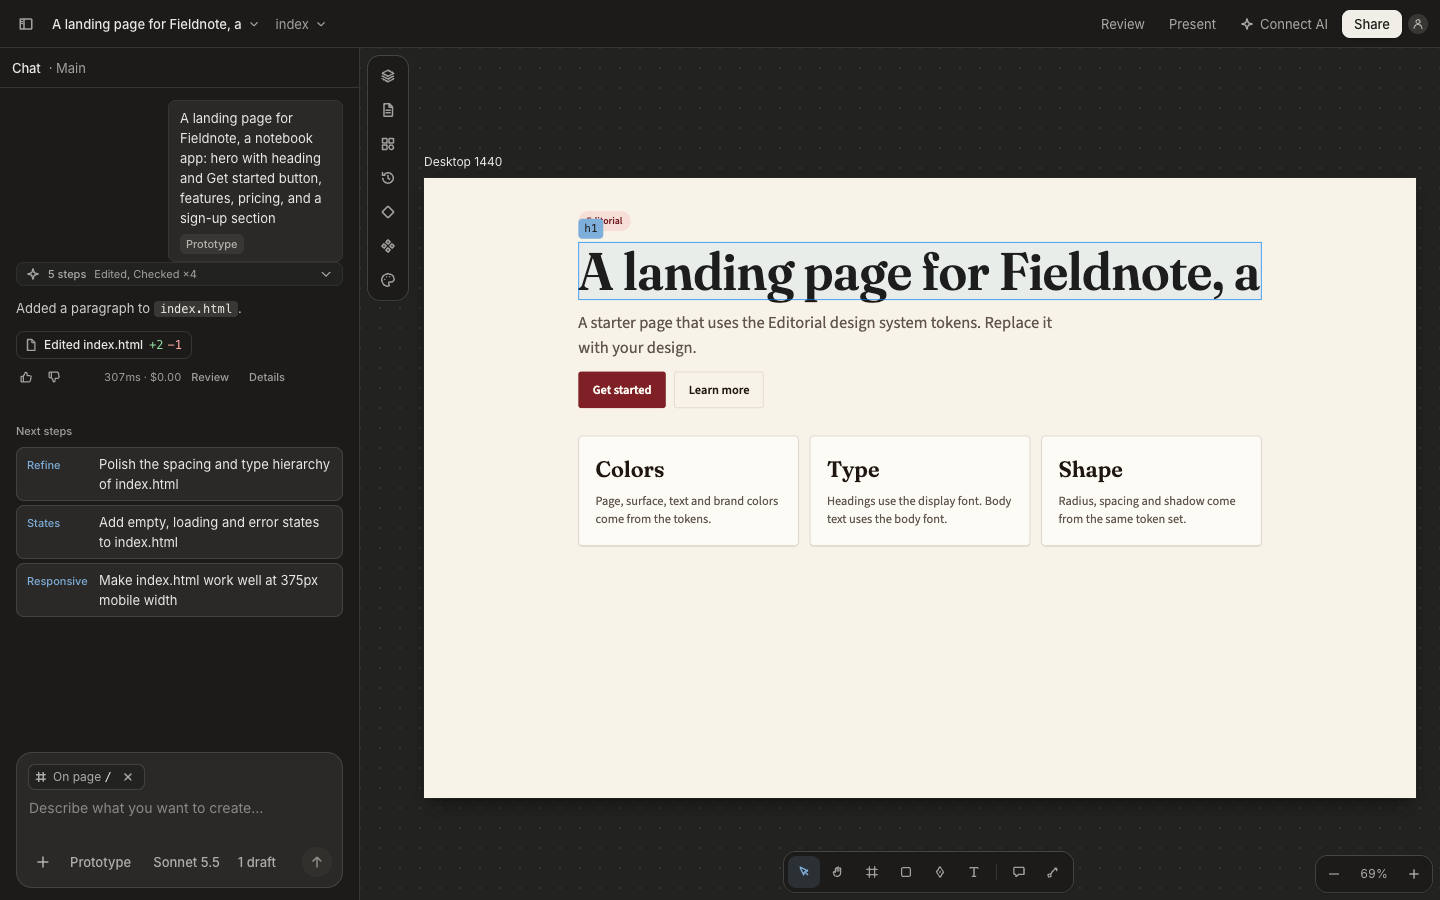 A landing page for Fieldnote, a
index
Review
Present
Connect AI
Share
Chat · Main
A landing page for
Fieldnote, a notebook
app: hero with heading
and Get started button,
features, pricing, and a
sign-up section
Prototype
5 steps Edited, Checked ×4
Added a paragraph to index.html.
Edited index.html +2 −1
307ms · $0.00 Review Details
Next steps
Refine
Polish the spacing and type hierarchy
of index.html
States
Add empty, loading and error states
to index.html
Responsive
Make index.html work well at 375px
mobile width
On page /
Describe what you want to create...
Prototype
Sonnet 5.5
1 draft
Desktop 1440
h1
A landing page for Fieldnote, a
A starter page that uses the Editorial design system tokens. Replace it
with your design.
Get started
Learn more
Colors
Page, surface, text and brand colors
come from the tokens.
Type
Headings use the display font. Body
text uses the body font.
Shape
Radius, spacing and shadow come
from the same token set.
69%